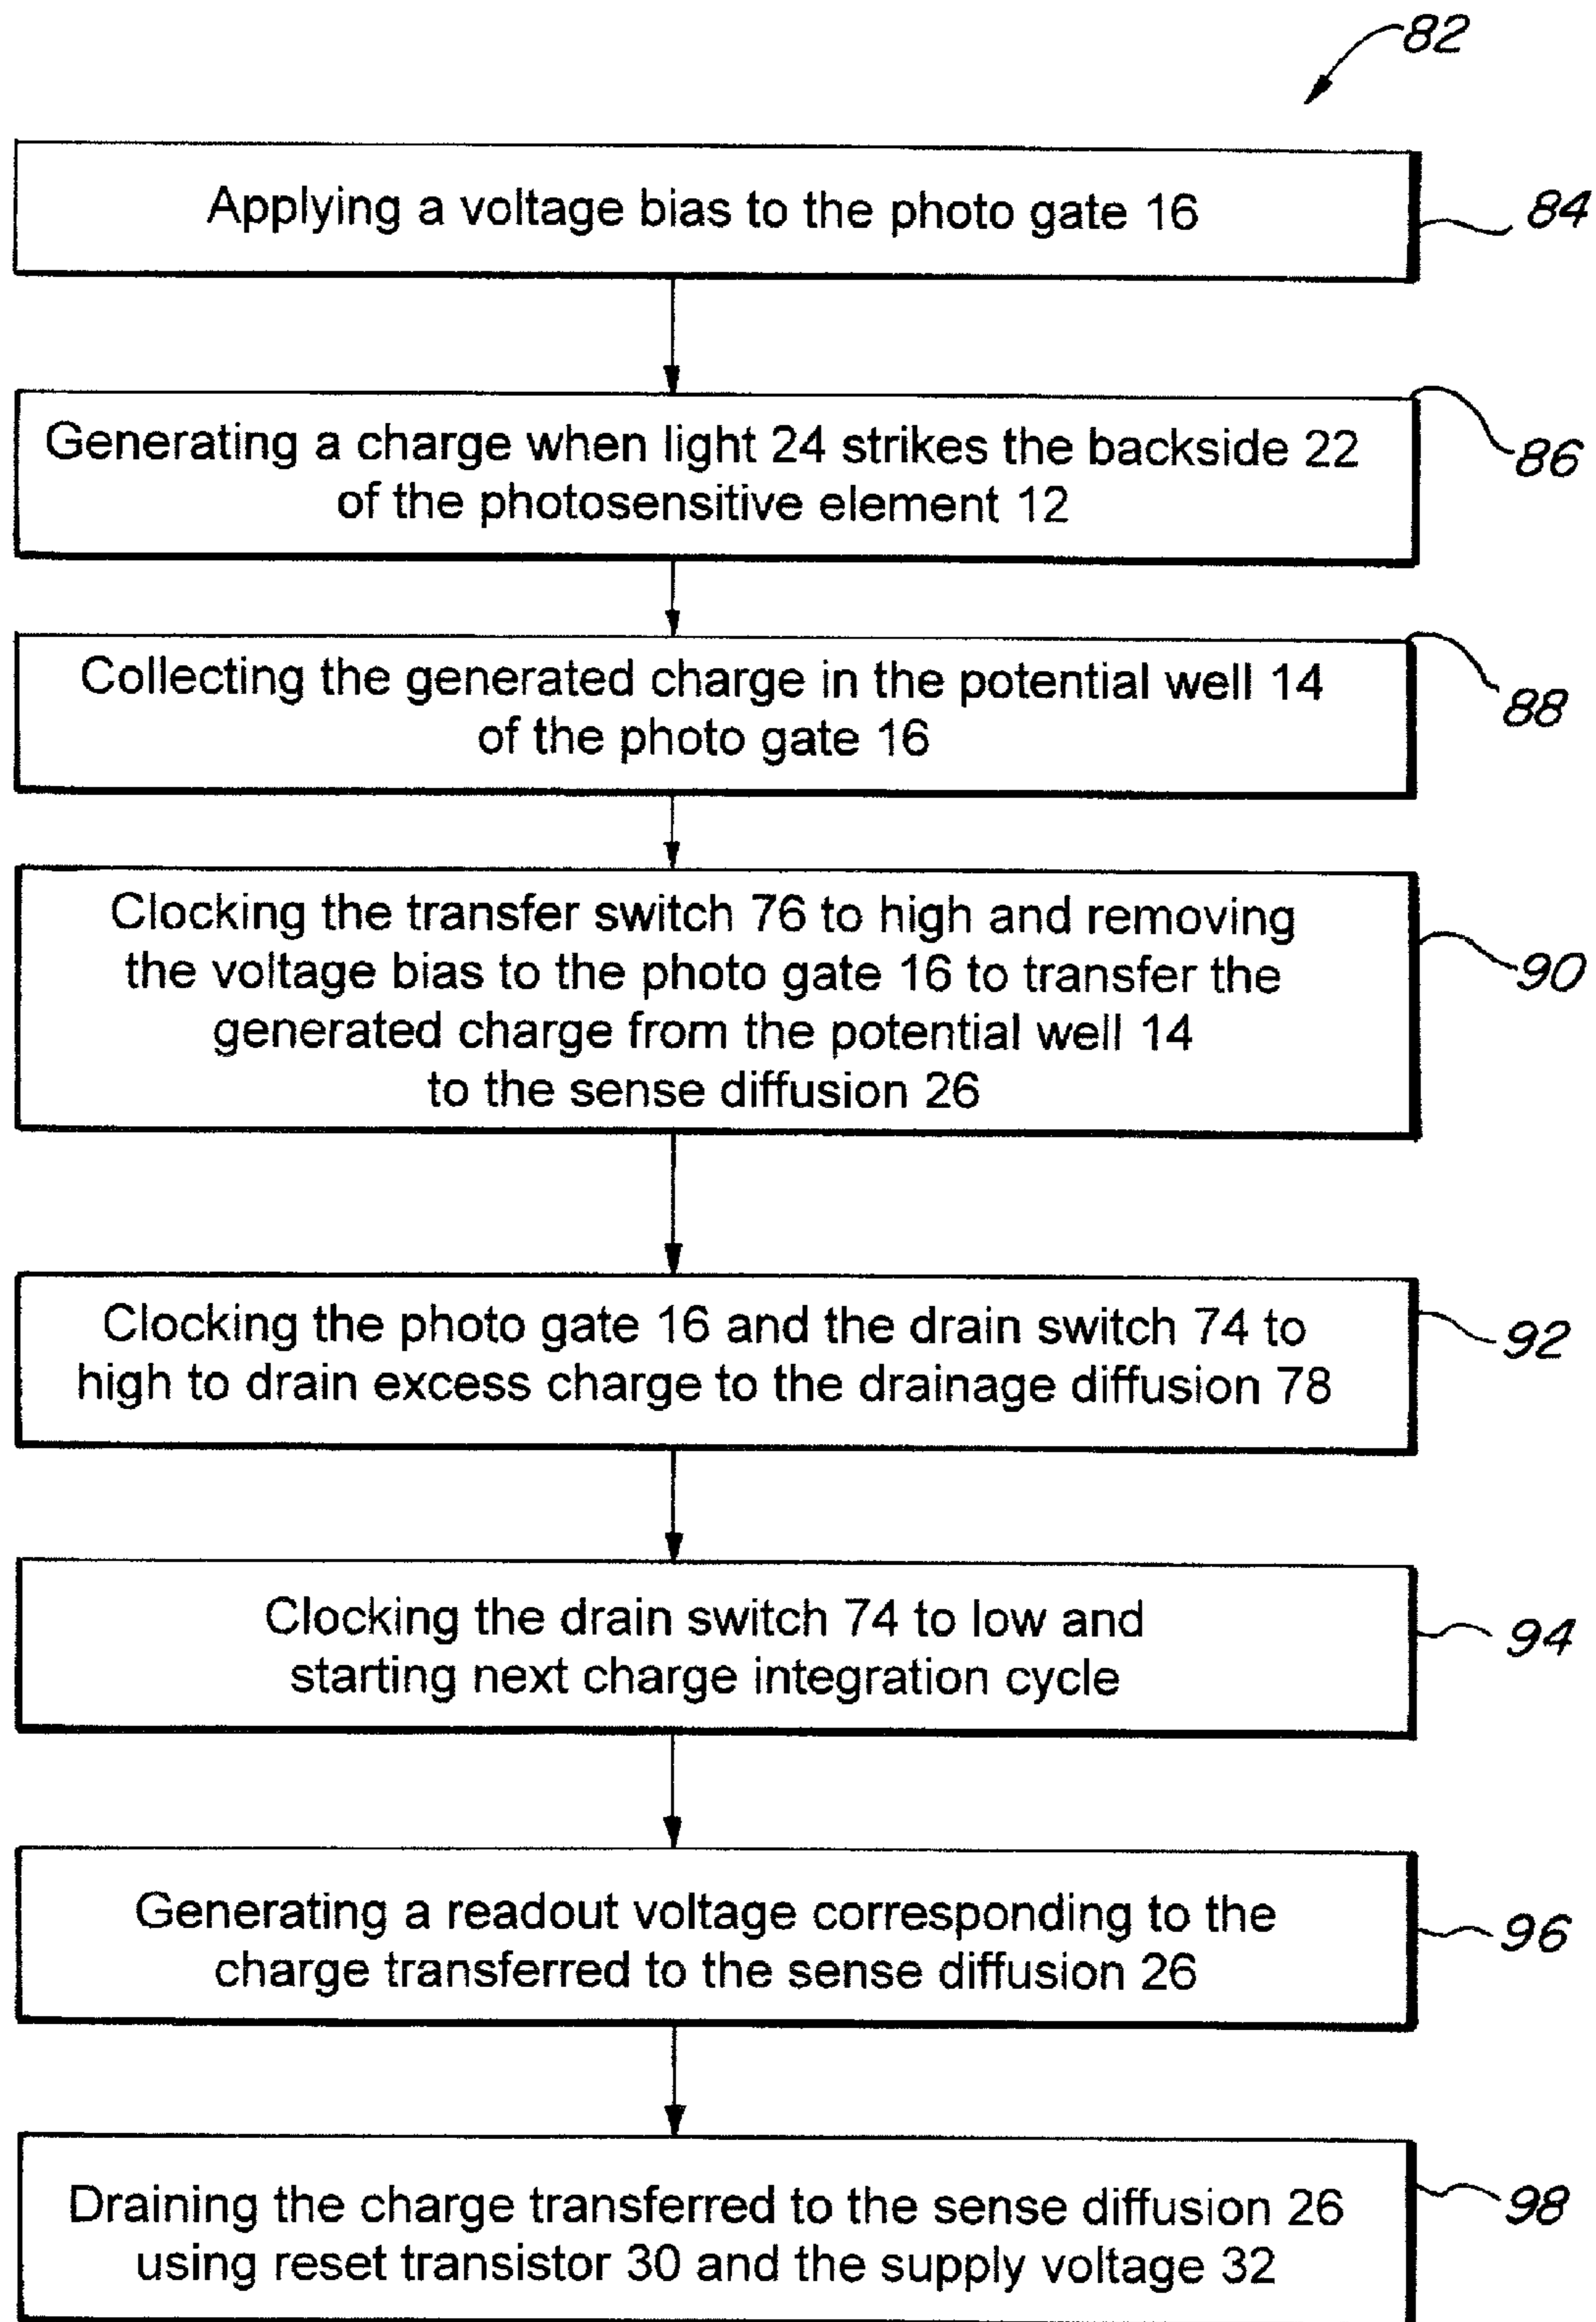 82
Applying a voltage bias to the photo gate 16
84
Generating a charge when light 24 strikes the backside 22
of the photosensitive element 12
86
Collecting the generated charge in the potential well 14
of the photo gate 16
88
Clocking the transfer switch 76 to high and removing
the voltage bias to the photo gate 16 to transfer the
generated charge from the potential well 14
to the sense diffusion 26
90
Clocking the photo gate 16 and the drain switch 74 to
high to drain excess charge to the drainage diffusion 78
92
Clocking the drain switch 74 to low and
starting next charge integration cycle
94
Generating a readout voltage corresponding to the
charge transferred to the sense diffusion 26
96
Draining the charge transferred to the sense diffusion 26
using reset transistor 30 and the supply voltage 32
98